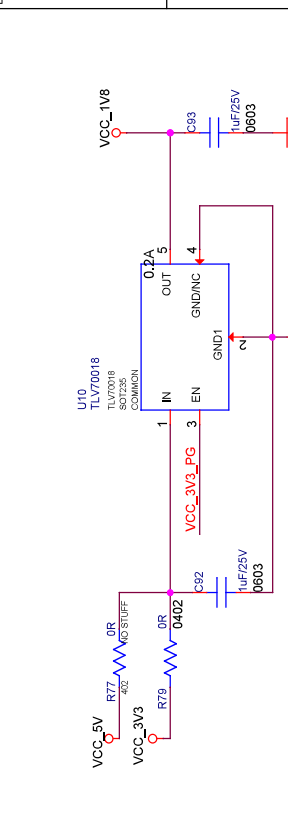 VCC_1V8
C93
1uF/25V
0603
0.2A
5
4
OUT
GND/NC
GND1
2
U10
TLV70018
TLV70018
SOT235
COMMON
IN
EN
1
3
VCC_3V3_PG
C92
1uF/25V
0603
0402
R77
0R
NO STUFF
402
R79
0R
VCC_5V
VCC_3V3